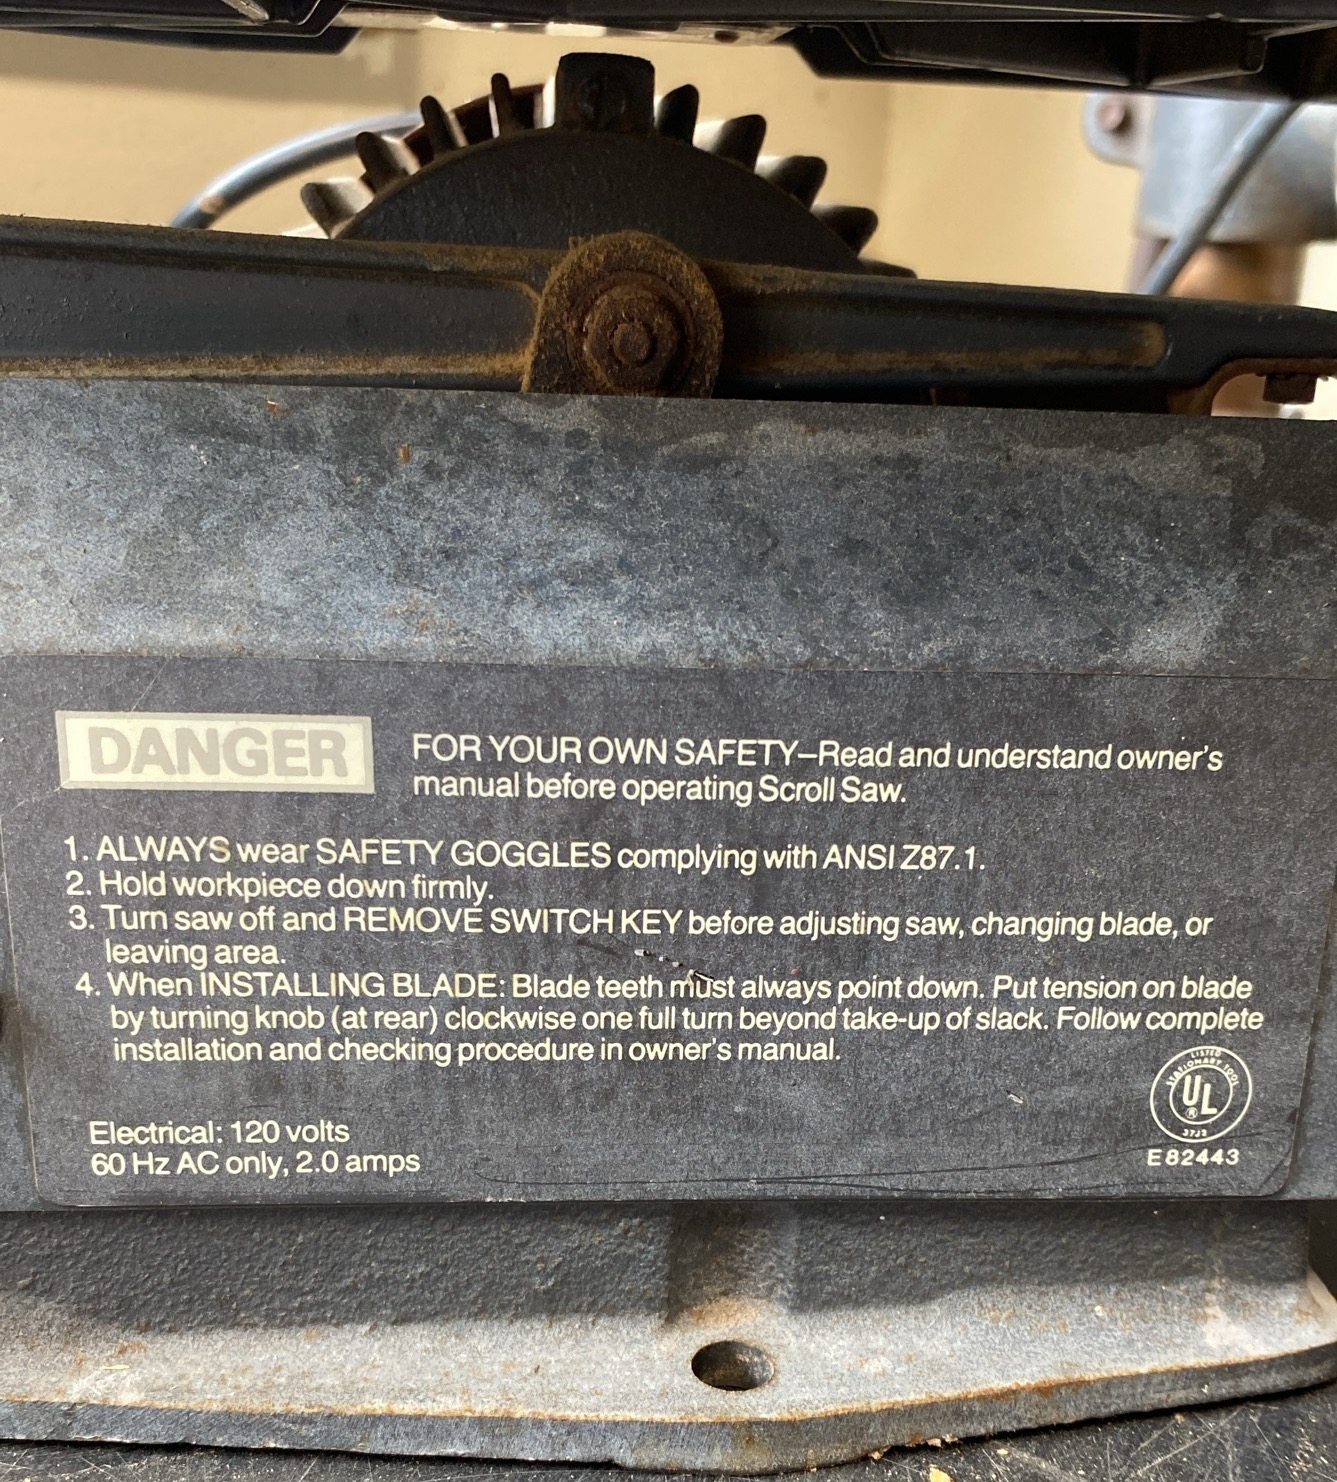 DANGER
FOR YOUR OWN SAFETY–Read and understand owner's
manual before operating Scroll Saw.
1. ALWAYS wear SAFETY GOGGLES complying with ANSI Z87.1.
2. Hold workpiece down firmly.
3. Turn saw off and REMOVE SWITCH KEY before adjusting saw, changing blade, or
leaving area.
4. When INSTALLING BLADE: Blade teeth must always point down. Put tension on blade
by turning knob (at rear) clockwise one full turn beyond take-up of slack. Follow complete
installation and checking procedure in owner's manual.
Electrical: 120 volts
60 Hz AC only, 2.0 amps
LISTED
STATIONARY TOOL
UL
®
37J2
E82443